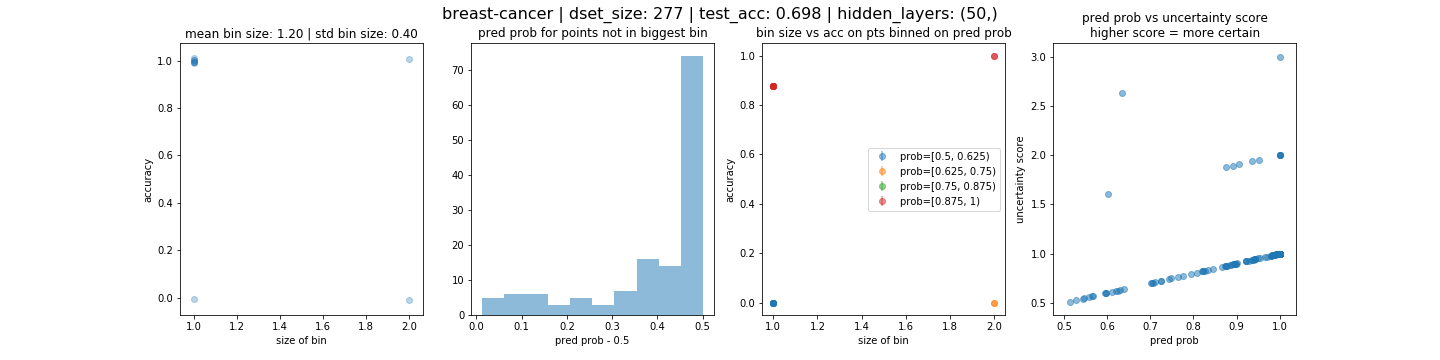 breast-cancer | dset_size: 277 | test_acc: 0.698 | hidden_layers: (50,)
mean bin size: 1.20 | std bin size: 0.40
1.0
0.8
0.6
0.4
0.2
0.0
accuracy
1.0 1.2 1.4 1.6 1.8 2.0
size of bin
pred prob for points not in biggest bin
70
60
50
40
30
20
10
0
0.0 0.1 0.2 0.3 0.4 0.5
pred prob - 0.5
bin size vs acc on pts binned on pred prob
1.0
0.8
0.6
0.4
0.2
0.0
accuracy
prob=[0.5, 0.625)
prob=[0.625, 0.75)
prob=[0.75, 0.875)
prob=[0.875, 1)
1.0 1.2 1.4 1.6 1.8 2.0
size of bin
pred prob vs uncertainty score
higher score = more certain
3.0
2.5
2.0
1.5
1.0
0.5
uncertainty score
0.5 0.6 0.7 0.8 0.9 1.0
pred prob